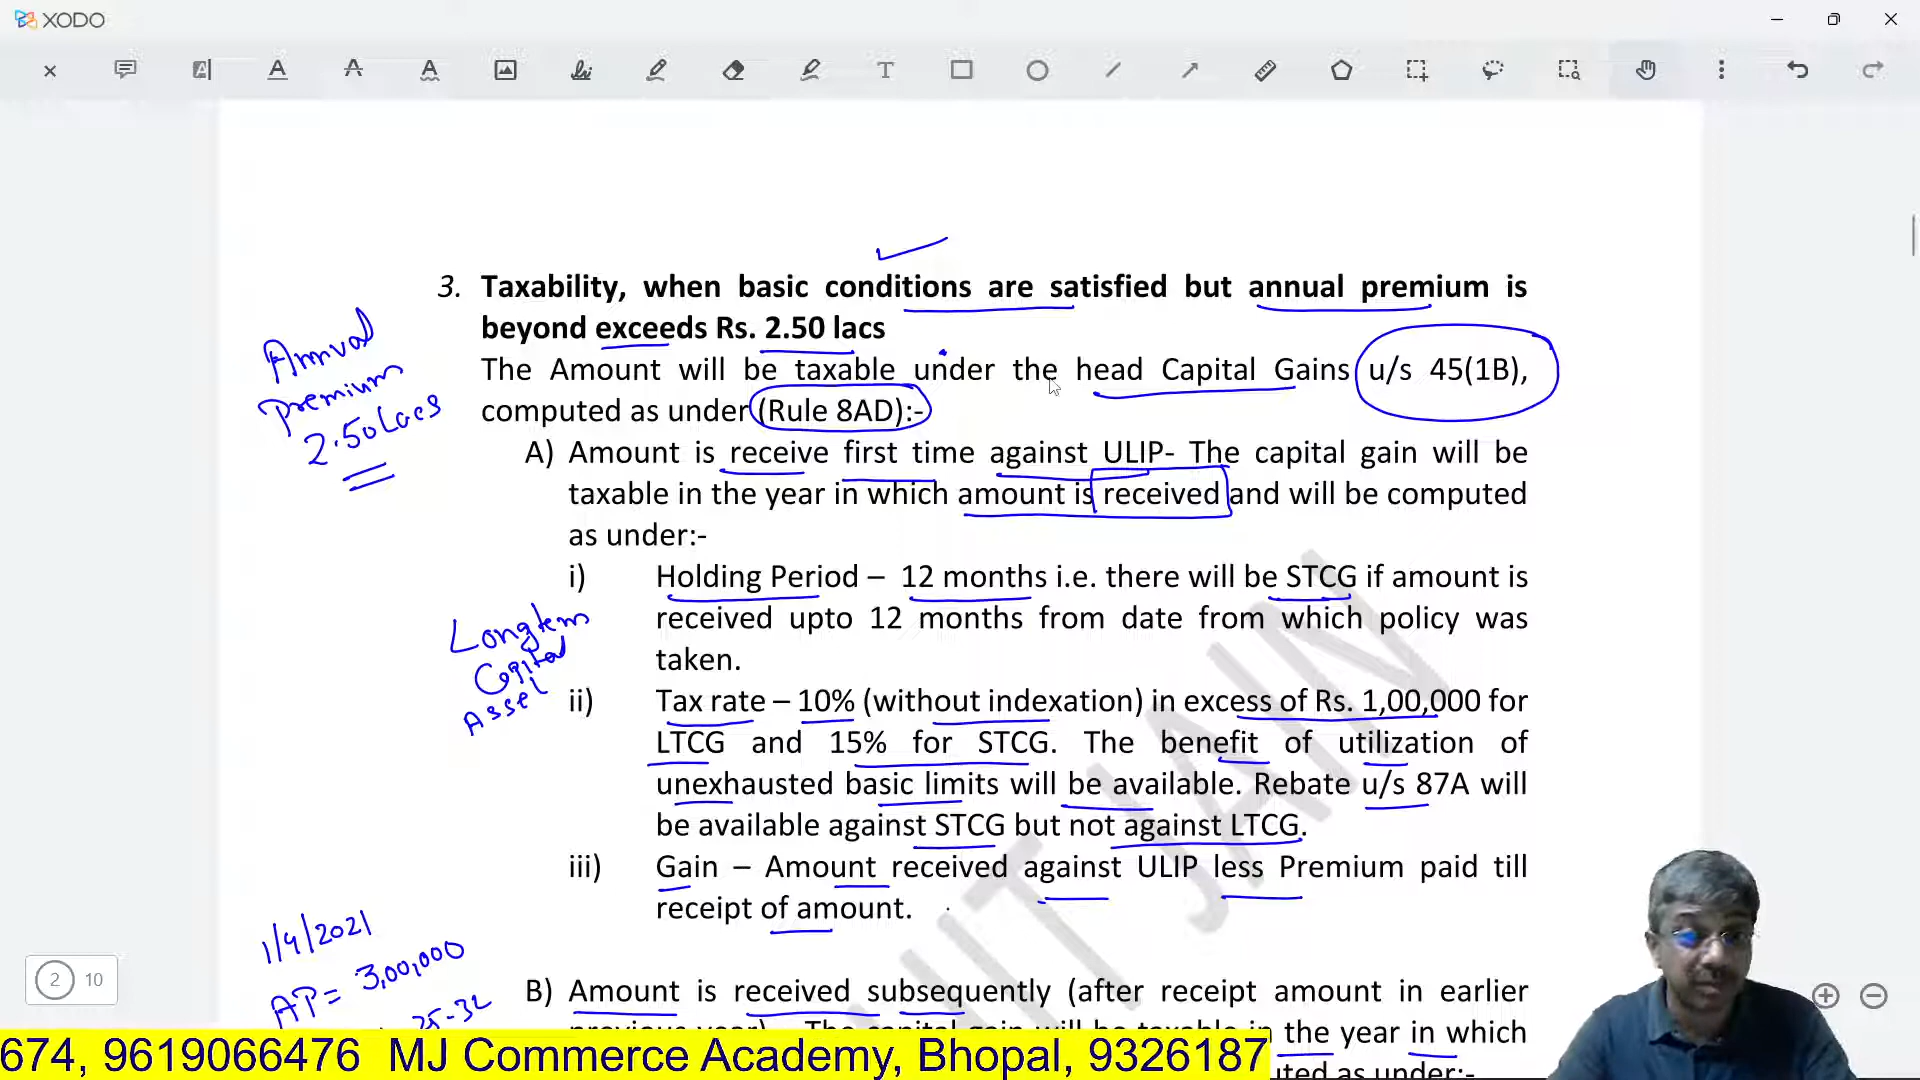 XODO
3. Taxability, when basic conditions are satisfied but annual premium is
beyond exceeds Rs. 2.50 lacs
The Amount will be taxable under the head Capital Gains u/s 45(1B),
computed as under (Rule 8AD):-
Annual
Premium
2.50 Lacs
A) Amount is receive first time against ULIP- The capital gain will be
taxable in the year in which amount is received and will be computed
as under:-
i) Holding Period – 12 months i.e. there will be STCG if amount is
received upto 12 months from date from which policy was
taken.
Longterm
Capital
Asset
ii) Tax rate – 10% (without indexation) in excess of Rs. 1,00,000 for
LTCG and 15% for STCG. The benefit of utilization of
unexhausted basic limits will be available. Rebate u/s 87A will
be available against STCG but not against LTCG.
iii) Gain – Amount received against ULIP less Premium paid till
receipt of amount.
1/4/2021
AP= 3,00,000
25-32
2 10
B) Amount is received subsequently (after receipt amount in earlier
the year in which
uted as under:-
674, 9619066476 MJ Commerce Academy, Bhopal, 9326187